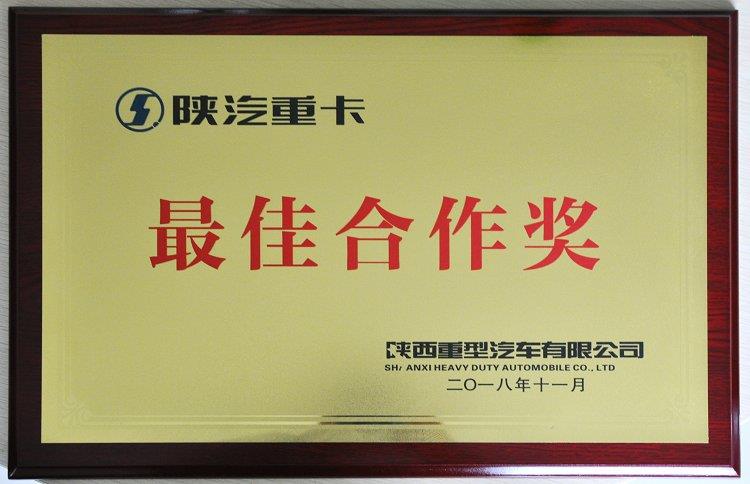 陕汽重卡
最佳合作奖
陕西重型汽车有限公司
SHAANXI HEAVY DUTY AUTOMOBILE CO., LTD
二〇一八年十一月